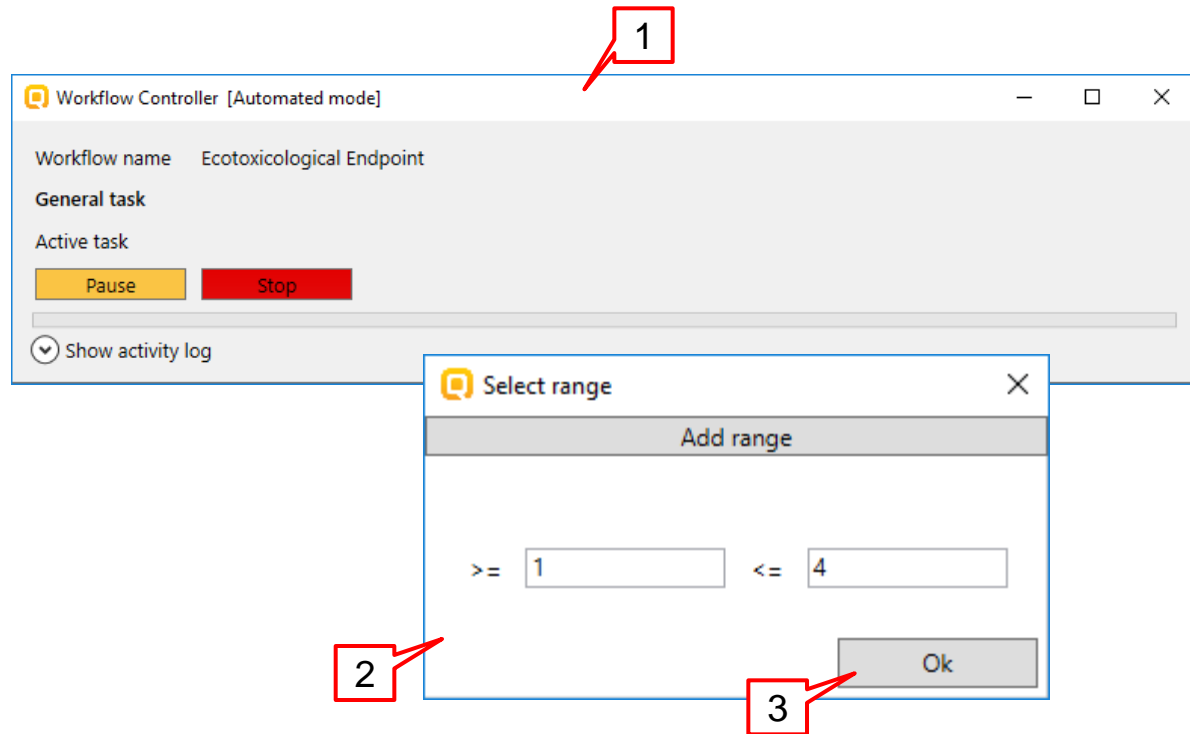 1
Workflow Controller [Automated mode]
Workflow name Ecotoxicological Endpoint
General task
Active task
Pause Stop
Show activity log
Select range
Add range
>= 1 <= 4
Ok
2
3